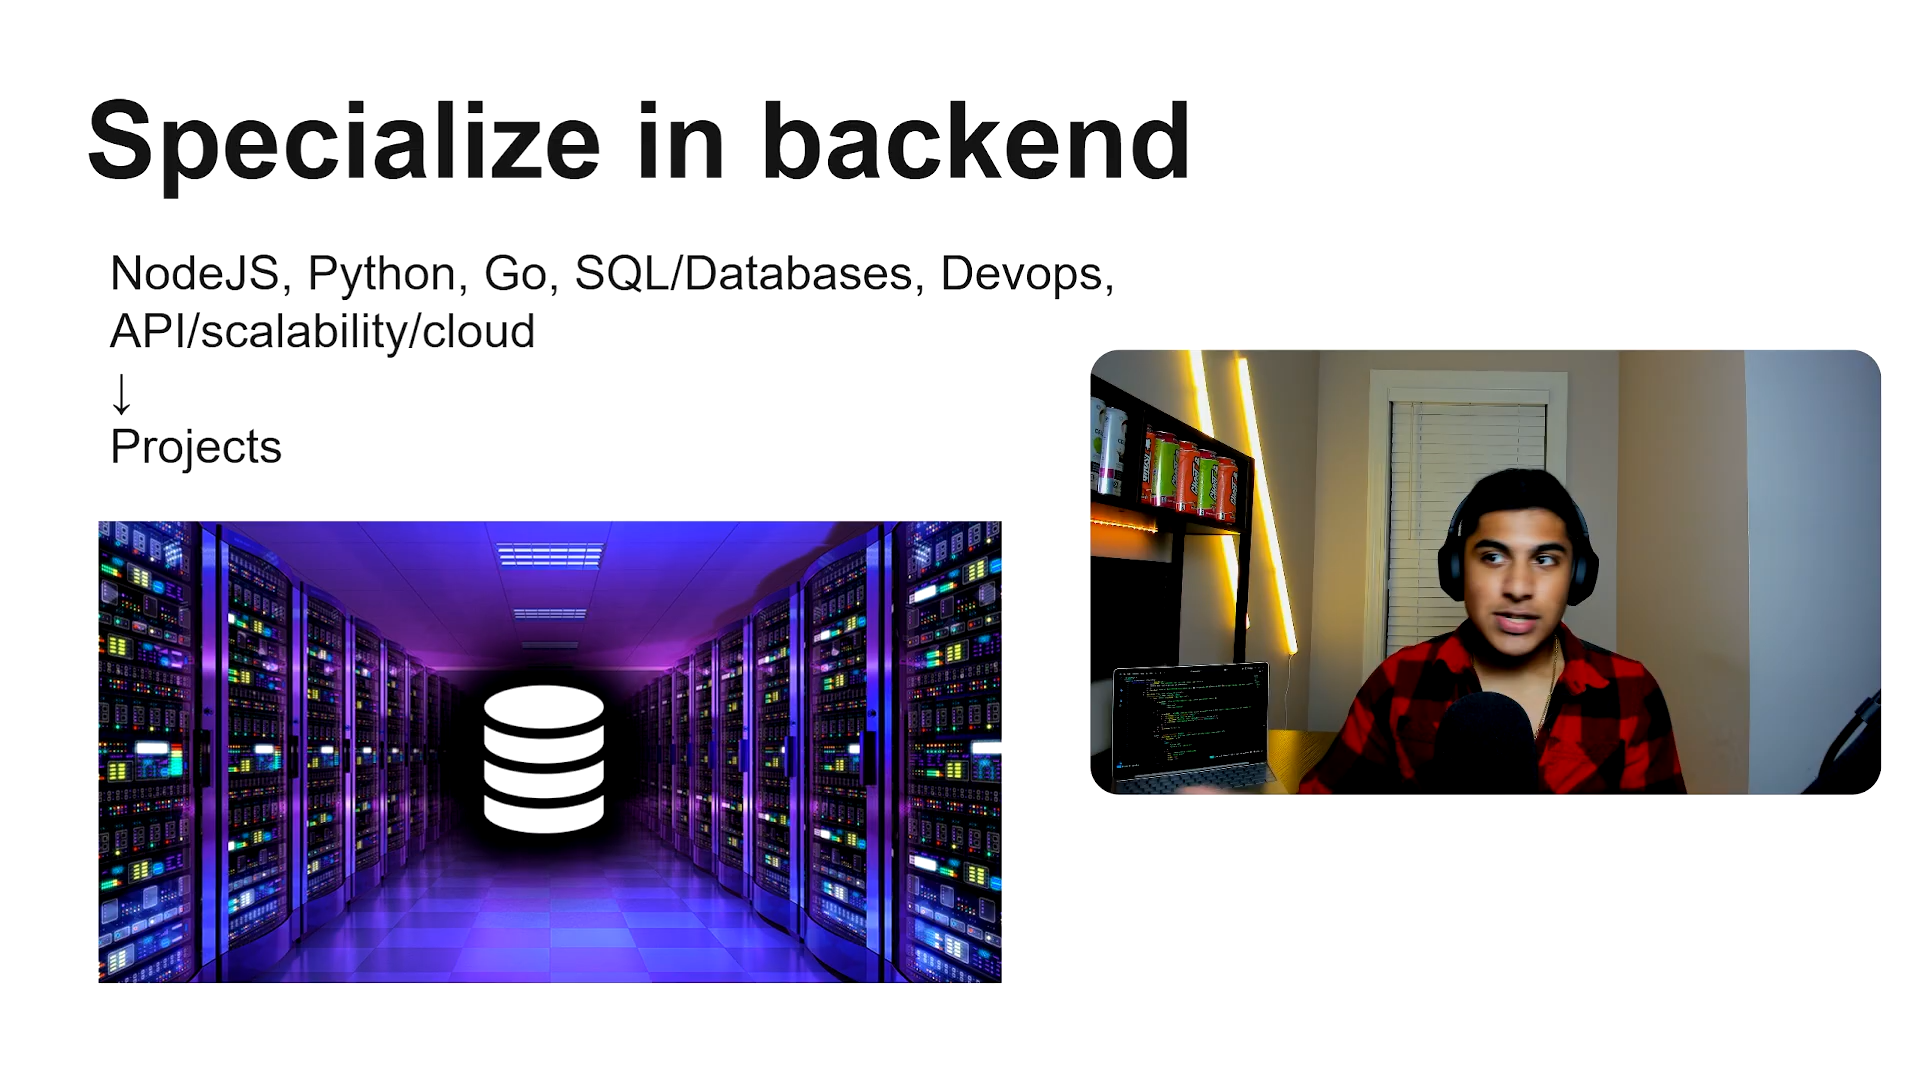 Specialize in backend
NodeJS, Python, Go, SQL/Databases, Devops,
API/scalability/cloud
↓
Projects